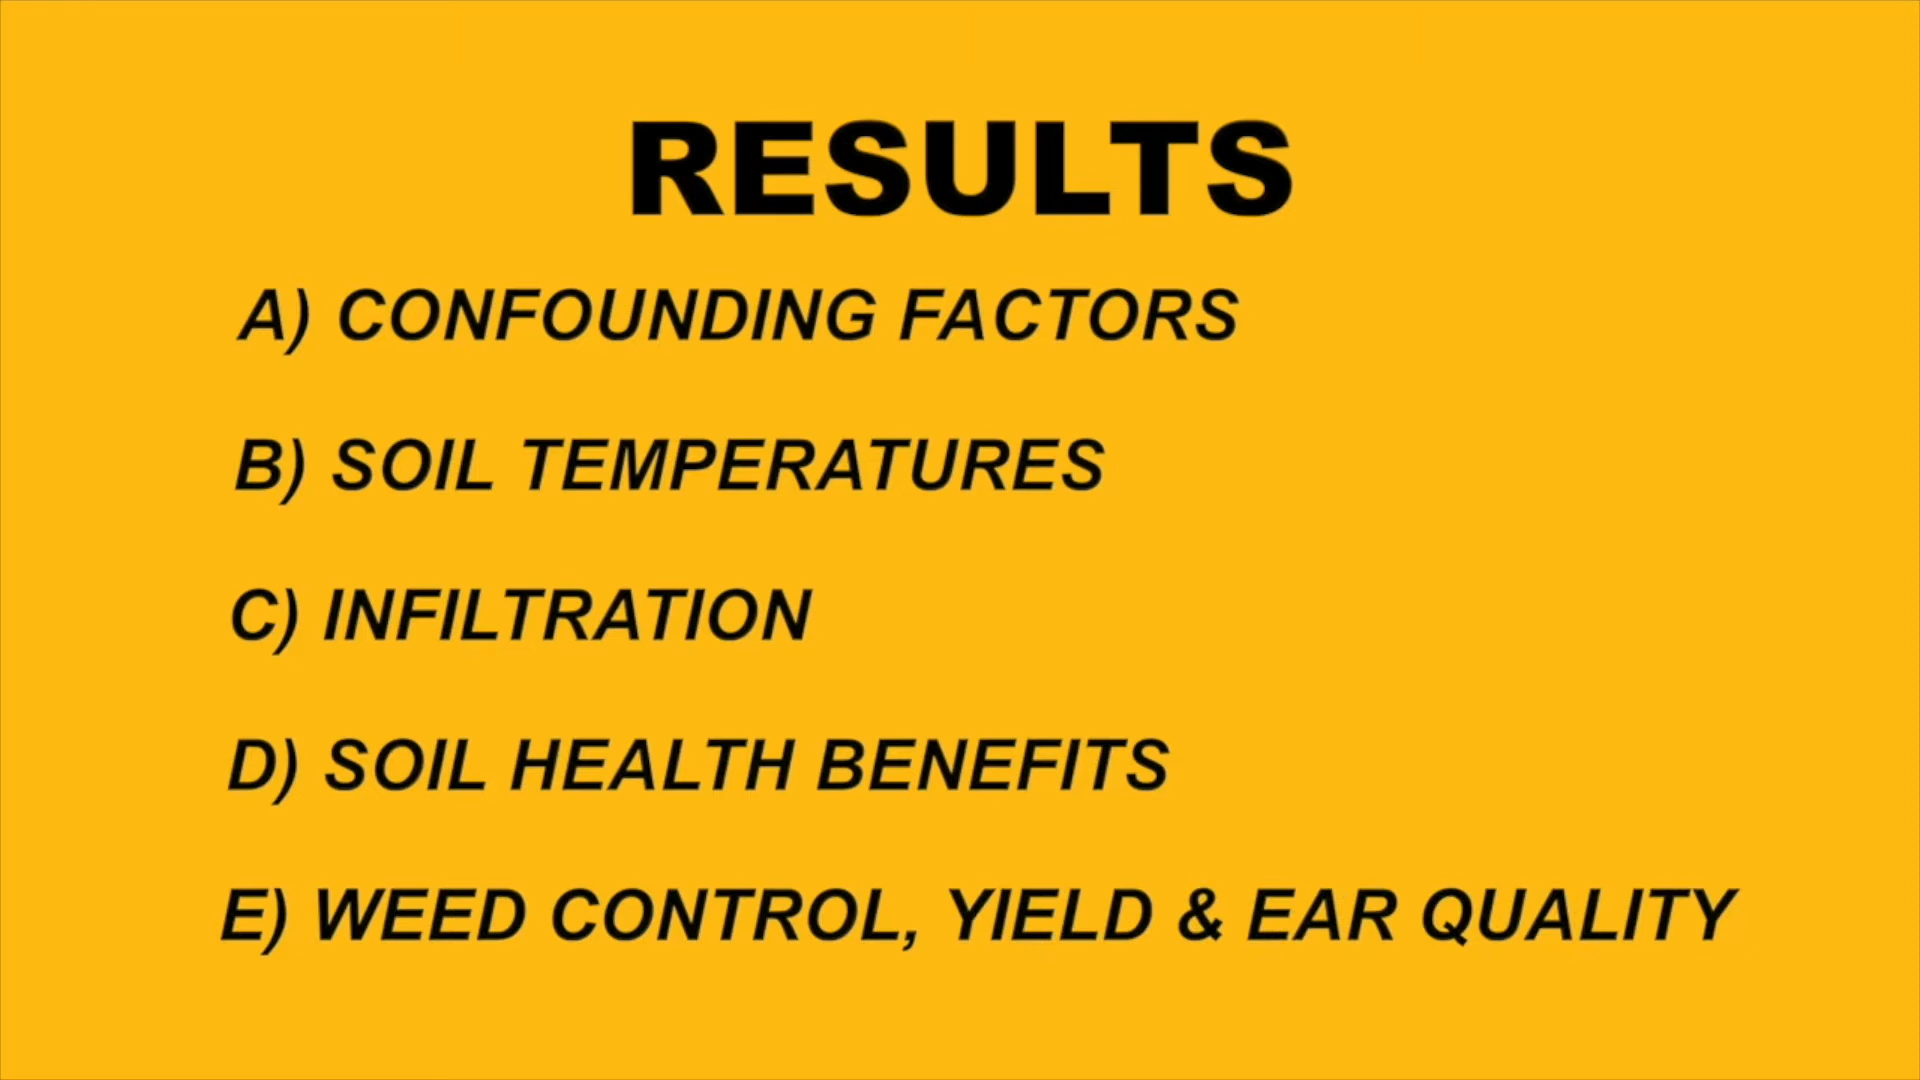 RESULTS
A) CONFOUNDING FACTORS
B) SOIL TEMPERATURES
C) INFILTRATION
D) SOIL HEALTH BENEFITS
E) WEED CONTROL, YIELD & EAR QUALITY